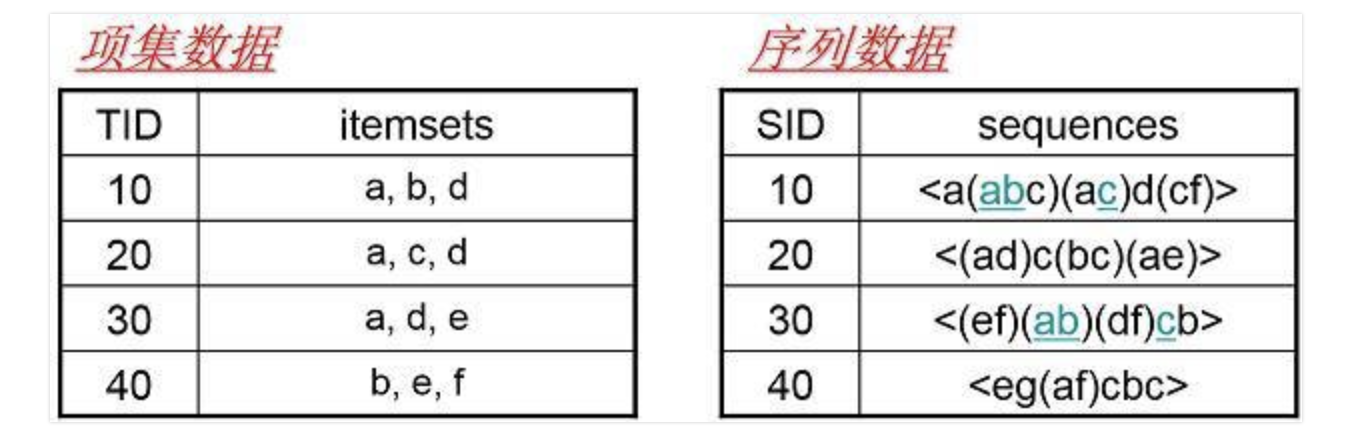 项集数据
TID itemsets
10 a, b, d
20 a, c, d
30 a, d, e
40 b, e, f
序列数据
SID sequences
10 <a(abc)(ac)d(cf)>
20 <(ad)c(bc)(ae)>
30 <(ef)(ab)(df)cb>
40 <eg(af)cbc>